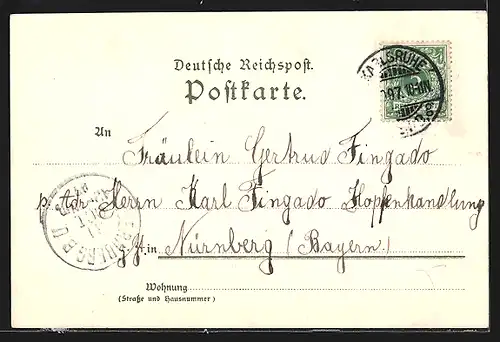 Deutsche Reichspost.
Postkarte.
KARLSRUHE
An
Fräulein Gertrud Fingado
p. Adr. Herrn Karl Fingado Hopfenhandlung
in Nürnberg (Bayern)
Wohnung
(Straße und Hausnummer)